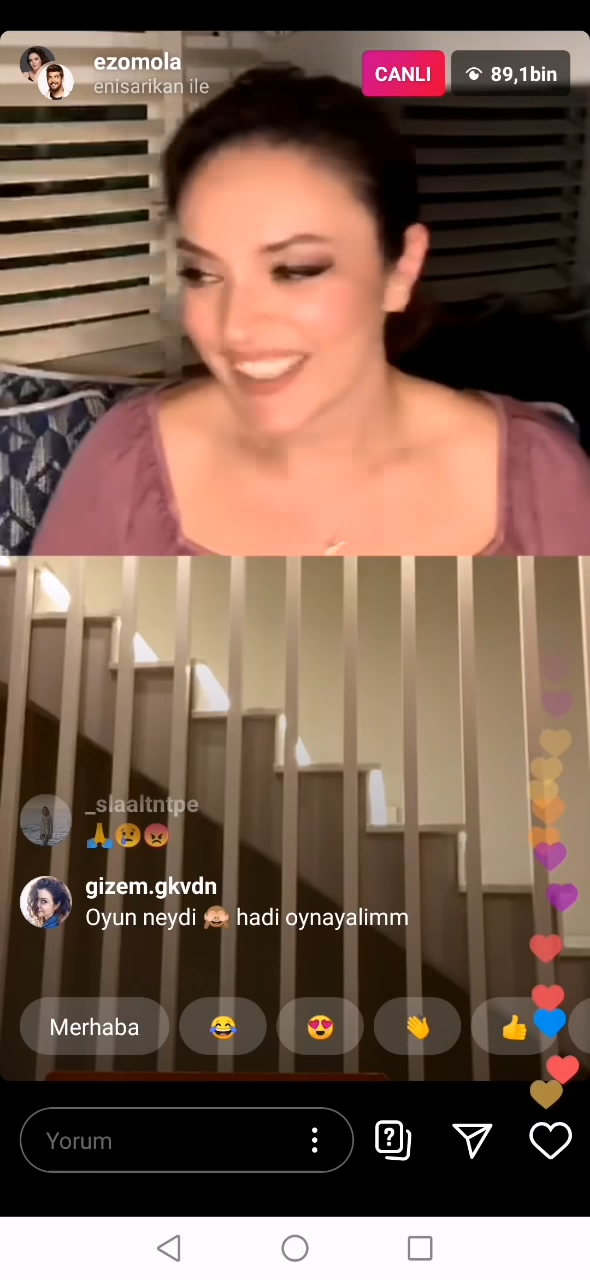 ezomola
enisarikan ile
CANLI
89,1bin
_slaaltntpe
🙏😢😡
gizem.gkvdn
Oyun neydi 🙈 hadi oynayalimm
Merhaba
Yorum